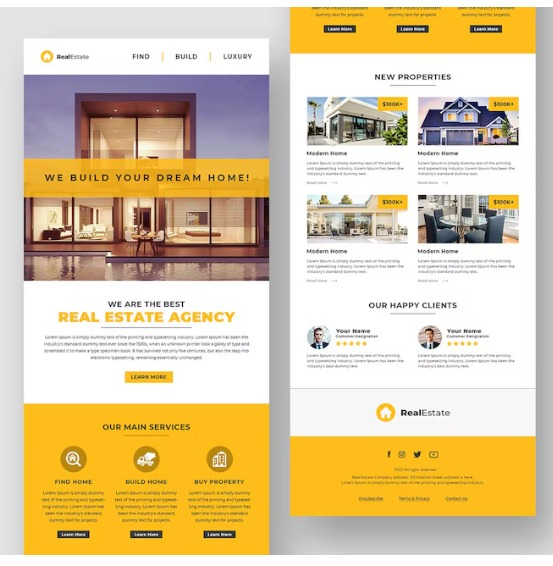 RealEstate
FIND
BUILD
LUXURY
WE BUILD YOUR DREAM HOME!
WE ARE THE BEST
REAL ESTATE AGENCY
Lorem Ipsum is simply dummy text of the printing and typesetting industry. Lorem Ipsum has been the
industry's standard dummy text ever since the 1500s, when an unknown printer took a galley of type and
scrambled it to make a type specimen book. It has survived not only five centuries, but also the leap into
electronic typesetting, remaining essentially unchanged
LEARN MORE
OUR MAIN SERVICES
FIND HOME
Lorem Ipsum is simply dummy
text of the printing and typeset-
ting industry. Lorem Ipsum has
been the industry's standard
dummy text for projects.
Learn More
BUILD HOME
Lorem Ipsum is simply dummy
text of the printing and typeset-
ting industry. Lorem Ipsum has
been the industry's standard
dummy text for projects.
Learn More
BUY PROPERTY
Lorem Ipsum is simply dummy
text of the printing and typeset-
ting industry. Lorem Ipsum has
been the industry's standard
dummy text for projects.
Learn More
dummy text for projects.
Learn More
dummy text for projects.
Learn More
dummy text for projects.
Learn More
NEW PROPERTIES
$100K+
Modern Home
Lorem Ipsum is simply dummy text of the printing
and typesetting industry. Lorem Ipsum has been the
industry's standard dummy text.
Read more
$100K+
Modern Home
Lorem Ipsum is simply dummy text of the printing
and typesetting industry. Lorem Ipsum has been the
industry's standard dummy text.
Read more
$100K+
Modern Home
Lorem Ipsum is simply dummy text of the printing
and typesetting industry. Lorem Ipsum has been the
industry's standard dummy text.
Read more
$100K+
Modern Home
Lorem Ipsum is simply dummy text of the printing
and typesetting industry. Lorem Ipsum has been the
industry's standard dummy text.
Read more
OUR HAPPY CLIENTS
Your Name
Customer Designation
Lorem Ipsum is simply dummy text of the printing
and typesetting industry. Lorem Ipsum has been the
industry's standard dummy text for projects.
Your Name
Customer Designation
Lorem Ipsum is simply dummy text of the printing
and typesetting industry. Lorem Ipsum has been the
industry's standard dummy text for projects.
RealEstate
All right reserved
Real Estate Company address, 123 location street address is here.
Lorem Ipsum is simply dummy text of the printing and typesetting industry
Unsubscribe
Terms & Privacy
Contact Us